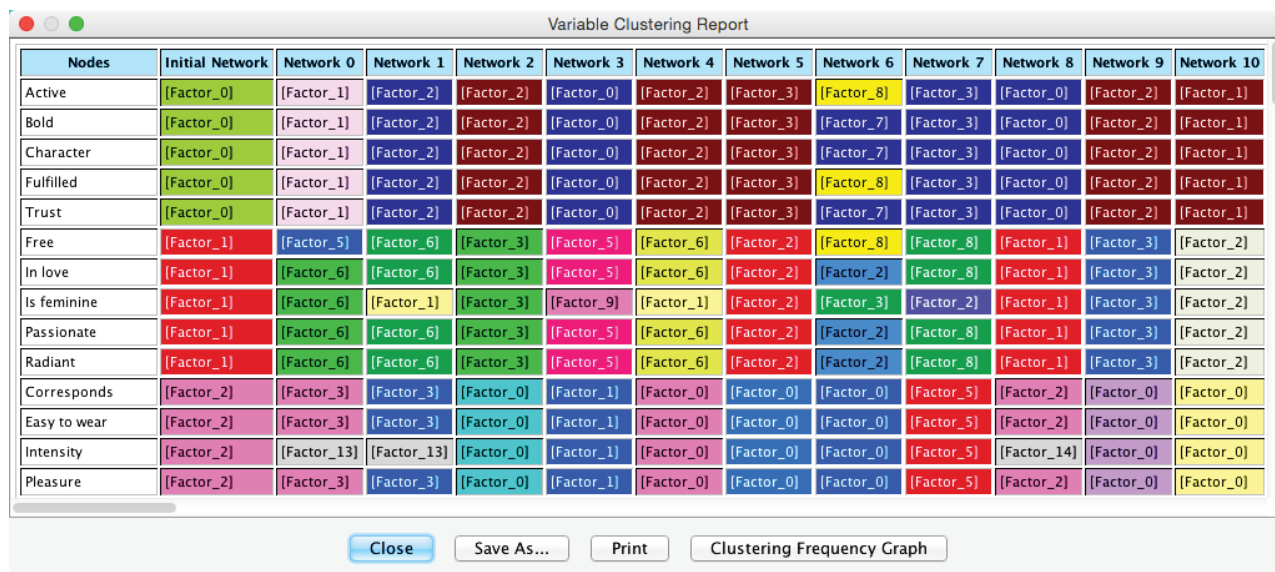 Variable Clustering Report
Nodes Initial Network Network 0 Network 1 Network 2 Network 3 Network 4 Network 5 Network 6 Network 7 Network 8 Network 9 Network 10
Active [Factor_0] [Factor_1] [Factor_2] [Factor_2] [Factor_0] [Factor_2] [Factor_3] [Factor_8] [Factor_3] [Factor_0] [Factor_2] [Factor_1]
Bold [Factor_0] [Factor_1] [Factor_2] [Factor_2] [Factor_0] [Factor_2] [Factor_3] [Factor_7] [Factor_3] [Factor_0] [Factor_2] [Factor_1]
Character [Factor_0] [Factor_1] [Factor_2] [Factor_2] [Factor_0] [Factor_2] [Factor_3] [Factor_7] [Factor_3] [Factor_0] [Factor_2] [Factor_1]
Fulfilled [Factor_0] [Factor_1] [Factor_2] [Factor_2] [Factor_0] [Factor_2] [Factor_3] [Factor_8] [Factor_3] [Factor_0] [Factor_2] [Factor_1]
Trust [Factor_0] [Factor_1] [Factor_2] [Factor_2] [Factor_0] [Factor_2] [Factor_3] [Factor_7] [Factor_3] [Factor_0] [Factor_2] [Factor_1]
Free [Factor_1] [Factor_5] [Factor_6] [Factor_3] [Factor_5] [Factor_6] [Factor_2] [Factor_8] [Factor_8] [Factor_1] [Factor_3] [Factor_2]
In love [Factor_1] [Factor_6] [Factor_6] [Factor_3] [Factor_5] [Factor_6] [Factor_2] [Factor_2] [Factor_8] [Factor_1] [Factor_3] [Factor_2]
Is feminine [Factor_1] [Factor_6] [Factor_1] [Factor_3] [Factor_9] [Factor_1] [Factor_2] [Factor_3] [Factor_2] [Factor_1] [Factor_3] [Factor_2]
Passionate [Factor_1] [Factor_6] [Factor_6] [Factor_3] [Factor_5] [Factor_6] [Factor_2] [Factor_2] [Factor_8] [Factor_1] [Factor_3] [Factor_2]
Radiant [Factor_1] [Factor_6] [Factor_6] [Factor_3] [Factor_5] [Factor_6] [Factor_2] [Factor_2] [Factor_8] [Factor_1] [Factor_3] [Factor_2]
Corresponds [Factor_2] [Factor_3] [Factor_3] [Factor_0] [Factor_1] [Factor_0] [Factor_0] [Factor_0] [Factor_5] [Factor_2] [Factor_0] [Factor_0]
Easy to wear [Factor_2] [Factor_3] [Factor_3] [Factor_0] [Factor_1] [Factor_0] [Factor_0] [Factor_0] [Factor_5] [Factor_2] [Factor_0] [Factor_0]
Intensity [Factor_2] [Factor_13] [Factor_13] [Factor_0] [Factor_1] [Factor_0] [Factor_0] [Factor_0] [Factor_5] [Factor_14] [Factor_0] [Factor_0]
Pleasure [Factor_2] [Factor_3] [Factor_3] [Factor_0] [Factor_1] [Factor_0] [Factor_0] [Factor_0] [Factor_5] [Factor_2] [Factor_0] [Factor_0]
Close Save As... Print Clustering Frequency Graph